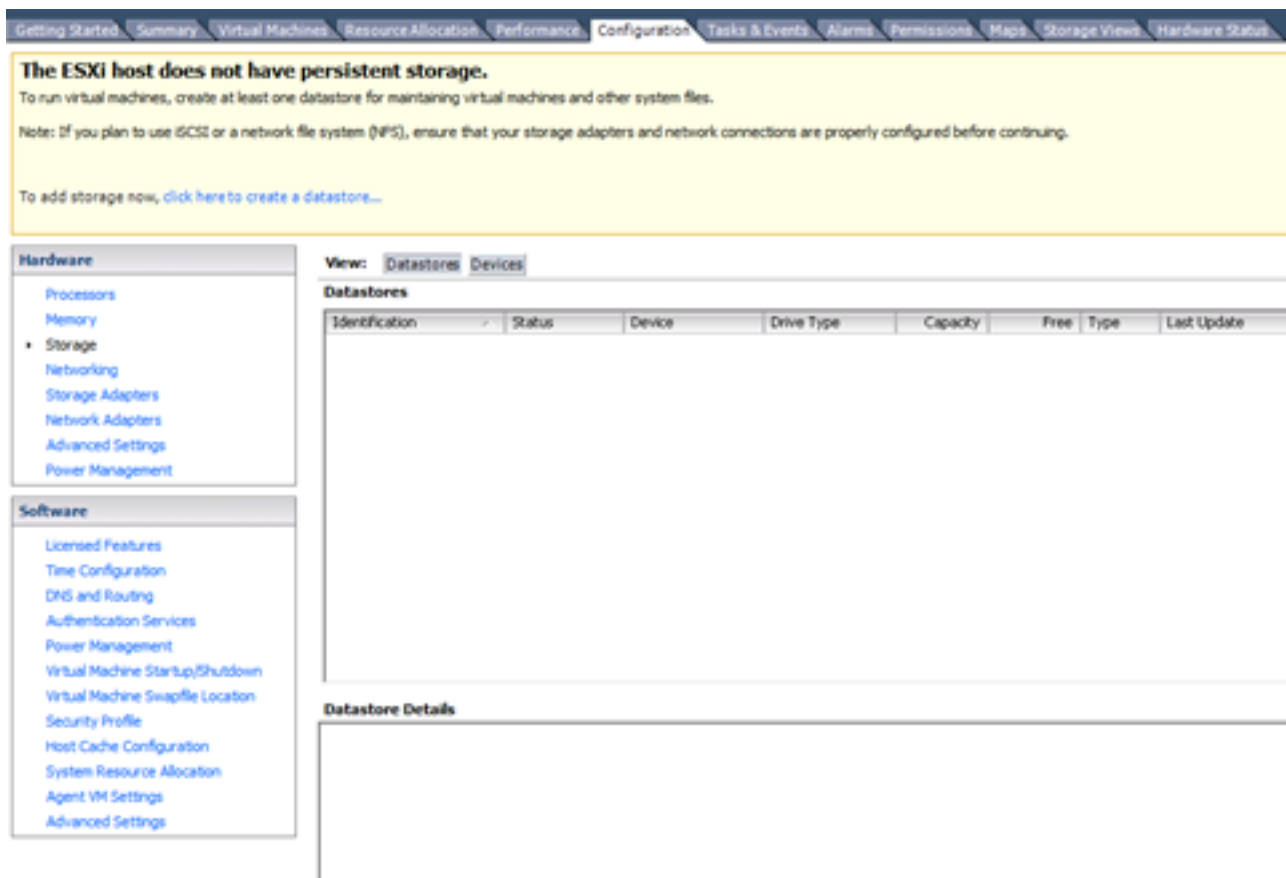 Getting Started Summary Virtual Machines Resource Allocation Performance Configuration Tasks & Events Alarms Permissions Maps Storage Views Hardware Status
The ESXi host does not have persistent storage.
To run virtual machines, create at least one datastore for maintaining virtual machines and other system files.
Note: If you plan to use iSCSI or a network file system (NFS), ensure that your storage adapters and network connections are properly configured before continuing.
To add storage now, click here to create a datastore...
Hardware
Processors
Memory
Storage
Networking
Storage Adapters
Network Adapters
Advanced Settings
Power Management
Software
Licensed Features
Time Configuration
DNS and Routing
Authentication Services
Power Management
Virtual Machine Startup/Shutdown
Virtual Machine Swapfile Location
Security Profile
Host Cache Configuration
System Resource Allocation
Agent VM Settings
Advanced Settings
View: Datastores Devices
Datastores
Identification Status Device Drive Type Capacity Free Type Last Update
Datastore Details